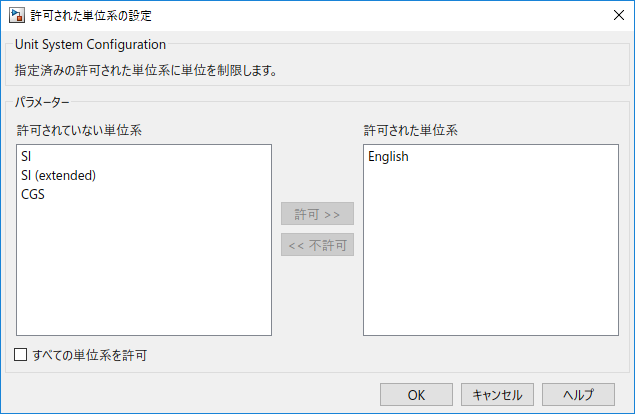 許可された単位系の設定
Unit System Configuration
指定済みの許可された単位系に単位を制限します。
パラメーター
許可されていない単位系
SI
SI (extended)
CGS
許可 >>
<< 不許可
許可された単位系
English
すべての単位系を許可
OK
キャンセル
ヘルプ